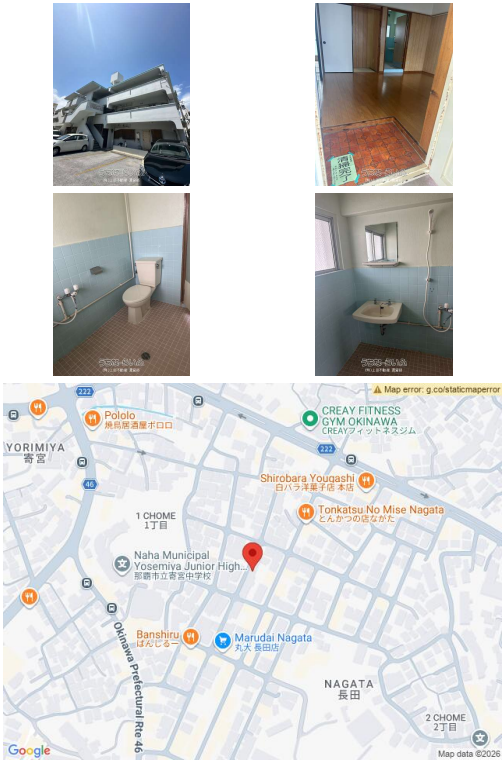 清掃完了
222
Map error: g.co/staticmaperror
Pololo
焼鳥居酒屋ポロロ
CREAY FITNESS
GYM OKINAWA
CREAYフィットネスジム
YORIMIYA
寄宮
222
Shirobara Yougashi
白バラ洋菓子店 本店
46
Tonkatsu No Mise Nagata
とんかつの店ながた
1 CHOME
1丁目
Naha Municipal
Yosemiya Junior High...
那覇市立寄宮中学校
Banshiru
ばんじるー
Marudai Nagata
丸大 長田店
Okinawa Prefectural Rte 46
NAGATA
長田
2 CHOME
2丁目
Google
Map data ©2026